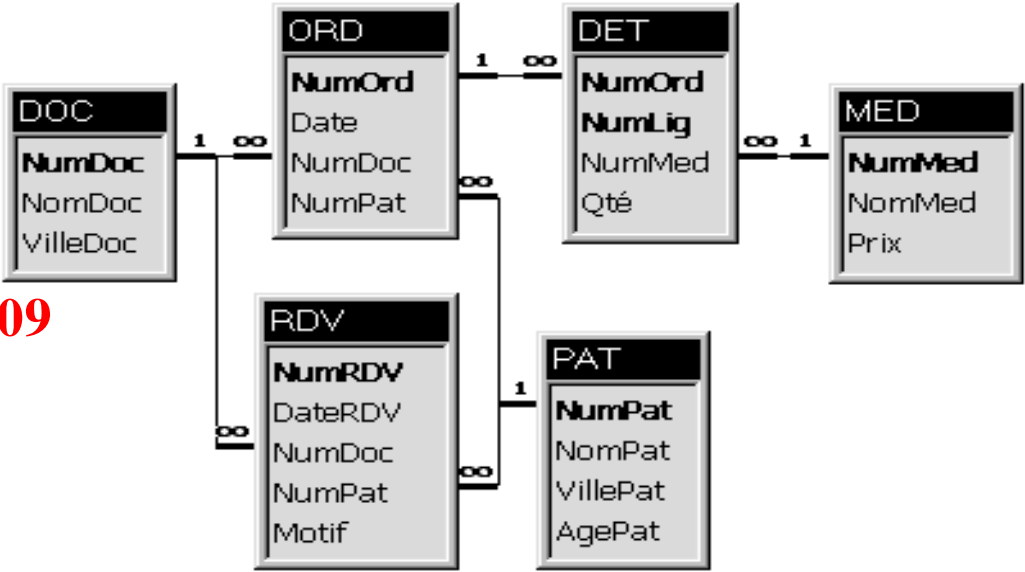 ORD
NumOrd
Date
NumDoc
NumPat
DET
NumOrd
NumLig
NumMed
Qté
DOC
NumDoc
NomDoc
VilleDoc
MED
NumMed
NomMed
Prix
1 ∞
1 ∞
∞ 1
∞
09
RDV
NumRDV
DateRDV
NumDoc
NumPat
Motif
PAT
NumPat
NomPat
VillePat
AgePat
1
∞
∞